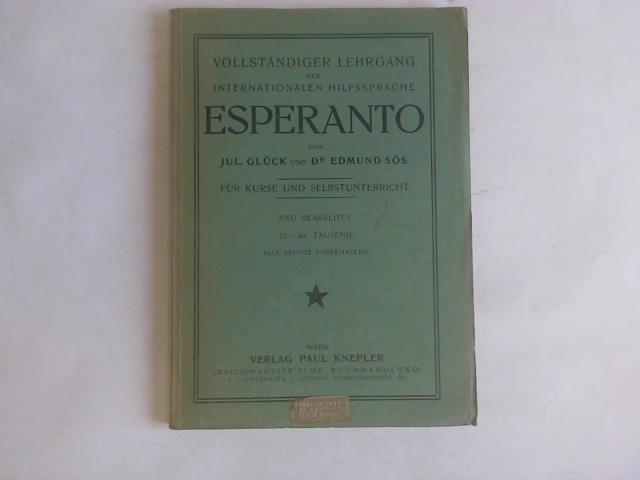 VOLLSTÄNDIGER LEHRGANG
DER
INTERNATIONALEN HILFSSPRACHE
ESPERANTO
VON
JUL. GLÜCK UND DR EDMUND SÓS.
FÜR KURSE UND SELBSTUNTERRICHT.
NEU BEARBEITET
21.—30. TAUSEND.
ALLE RECHTE VORBEHALTEN.
WIEN
VERLAG PAUL KNEPLER
(WALLISHAUSSER'SCHE BUCHHANDLUNG)